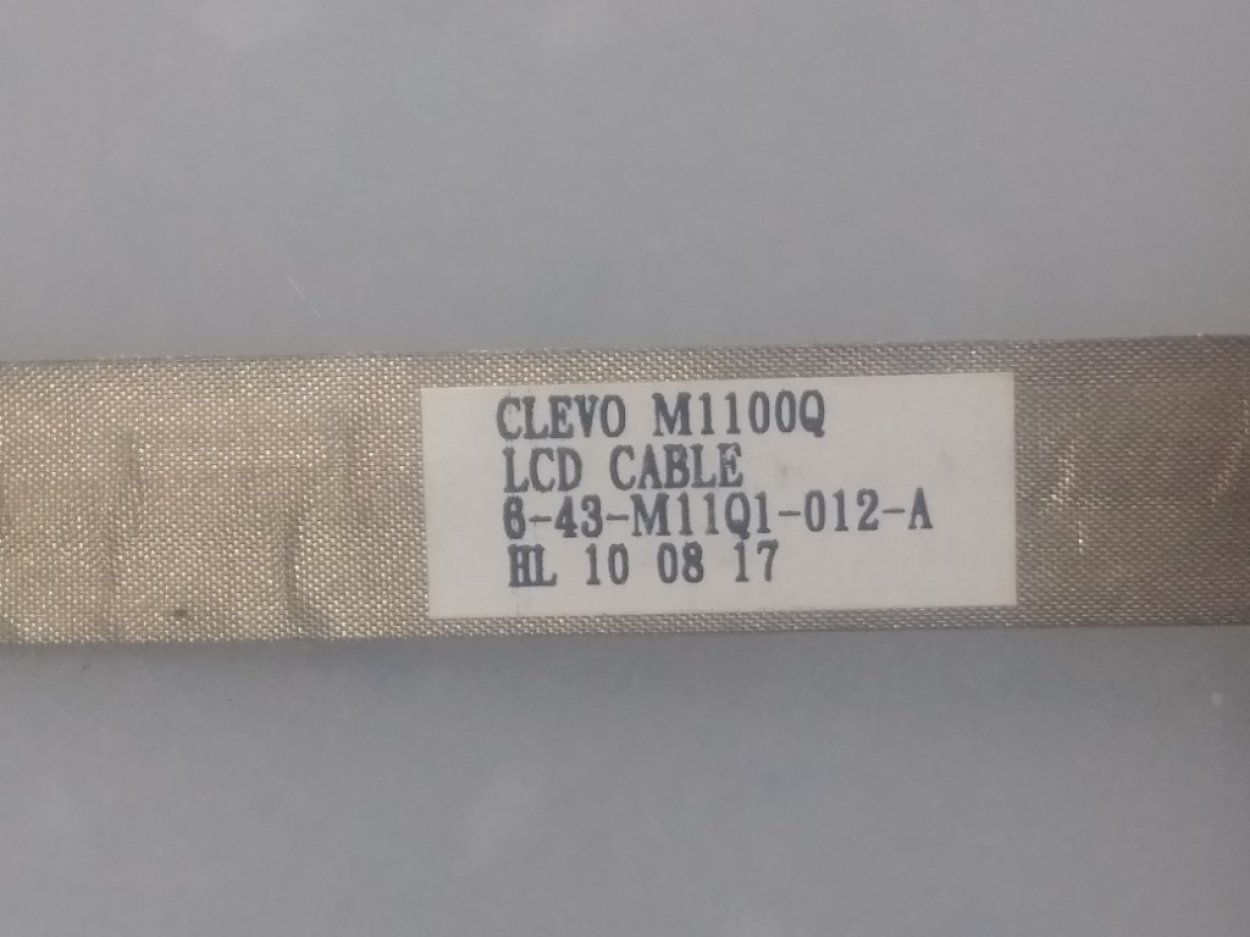 CLEVO M1100Q
LCD CABLE
6-43-M11Q1-012-A
HL 10 08 17